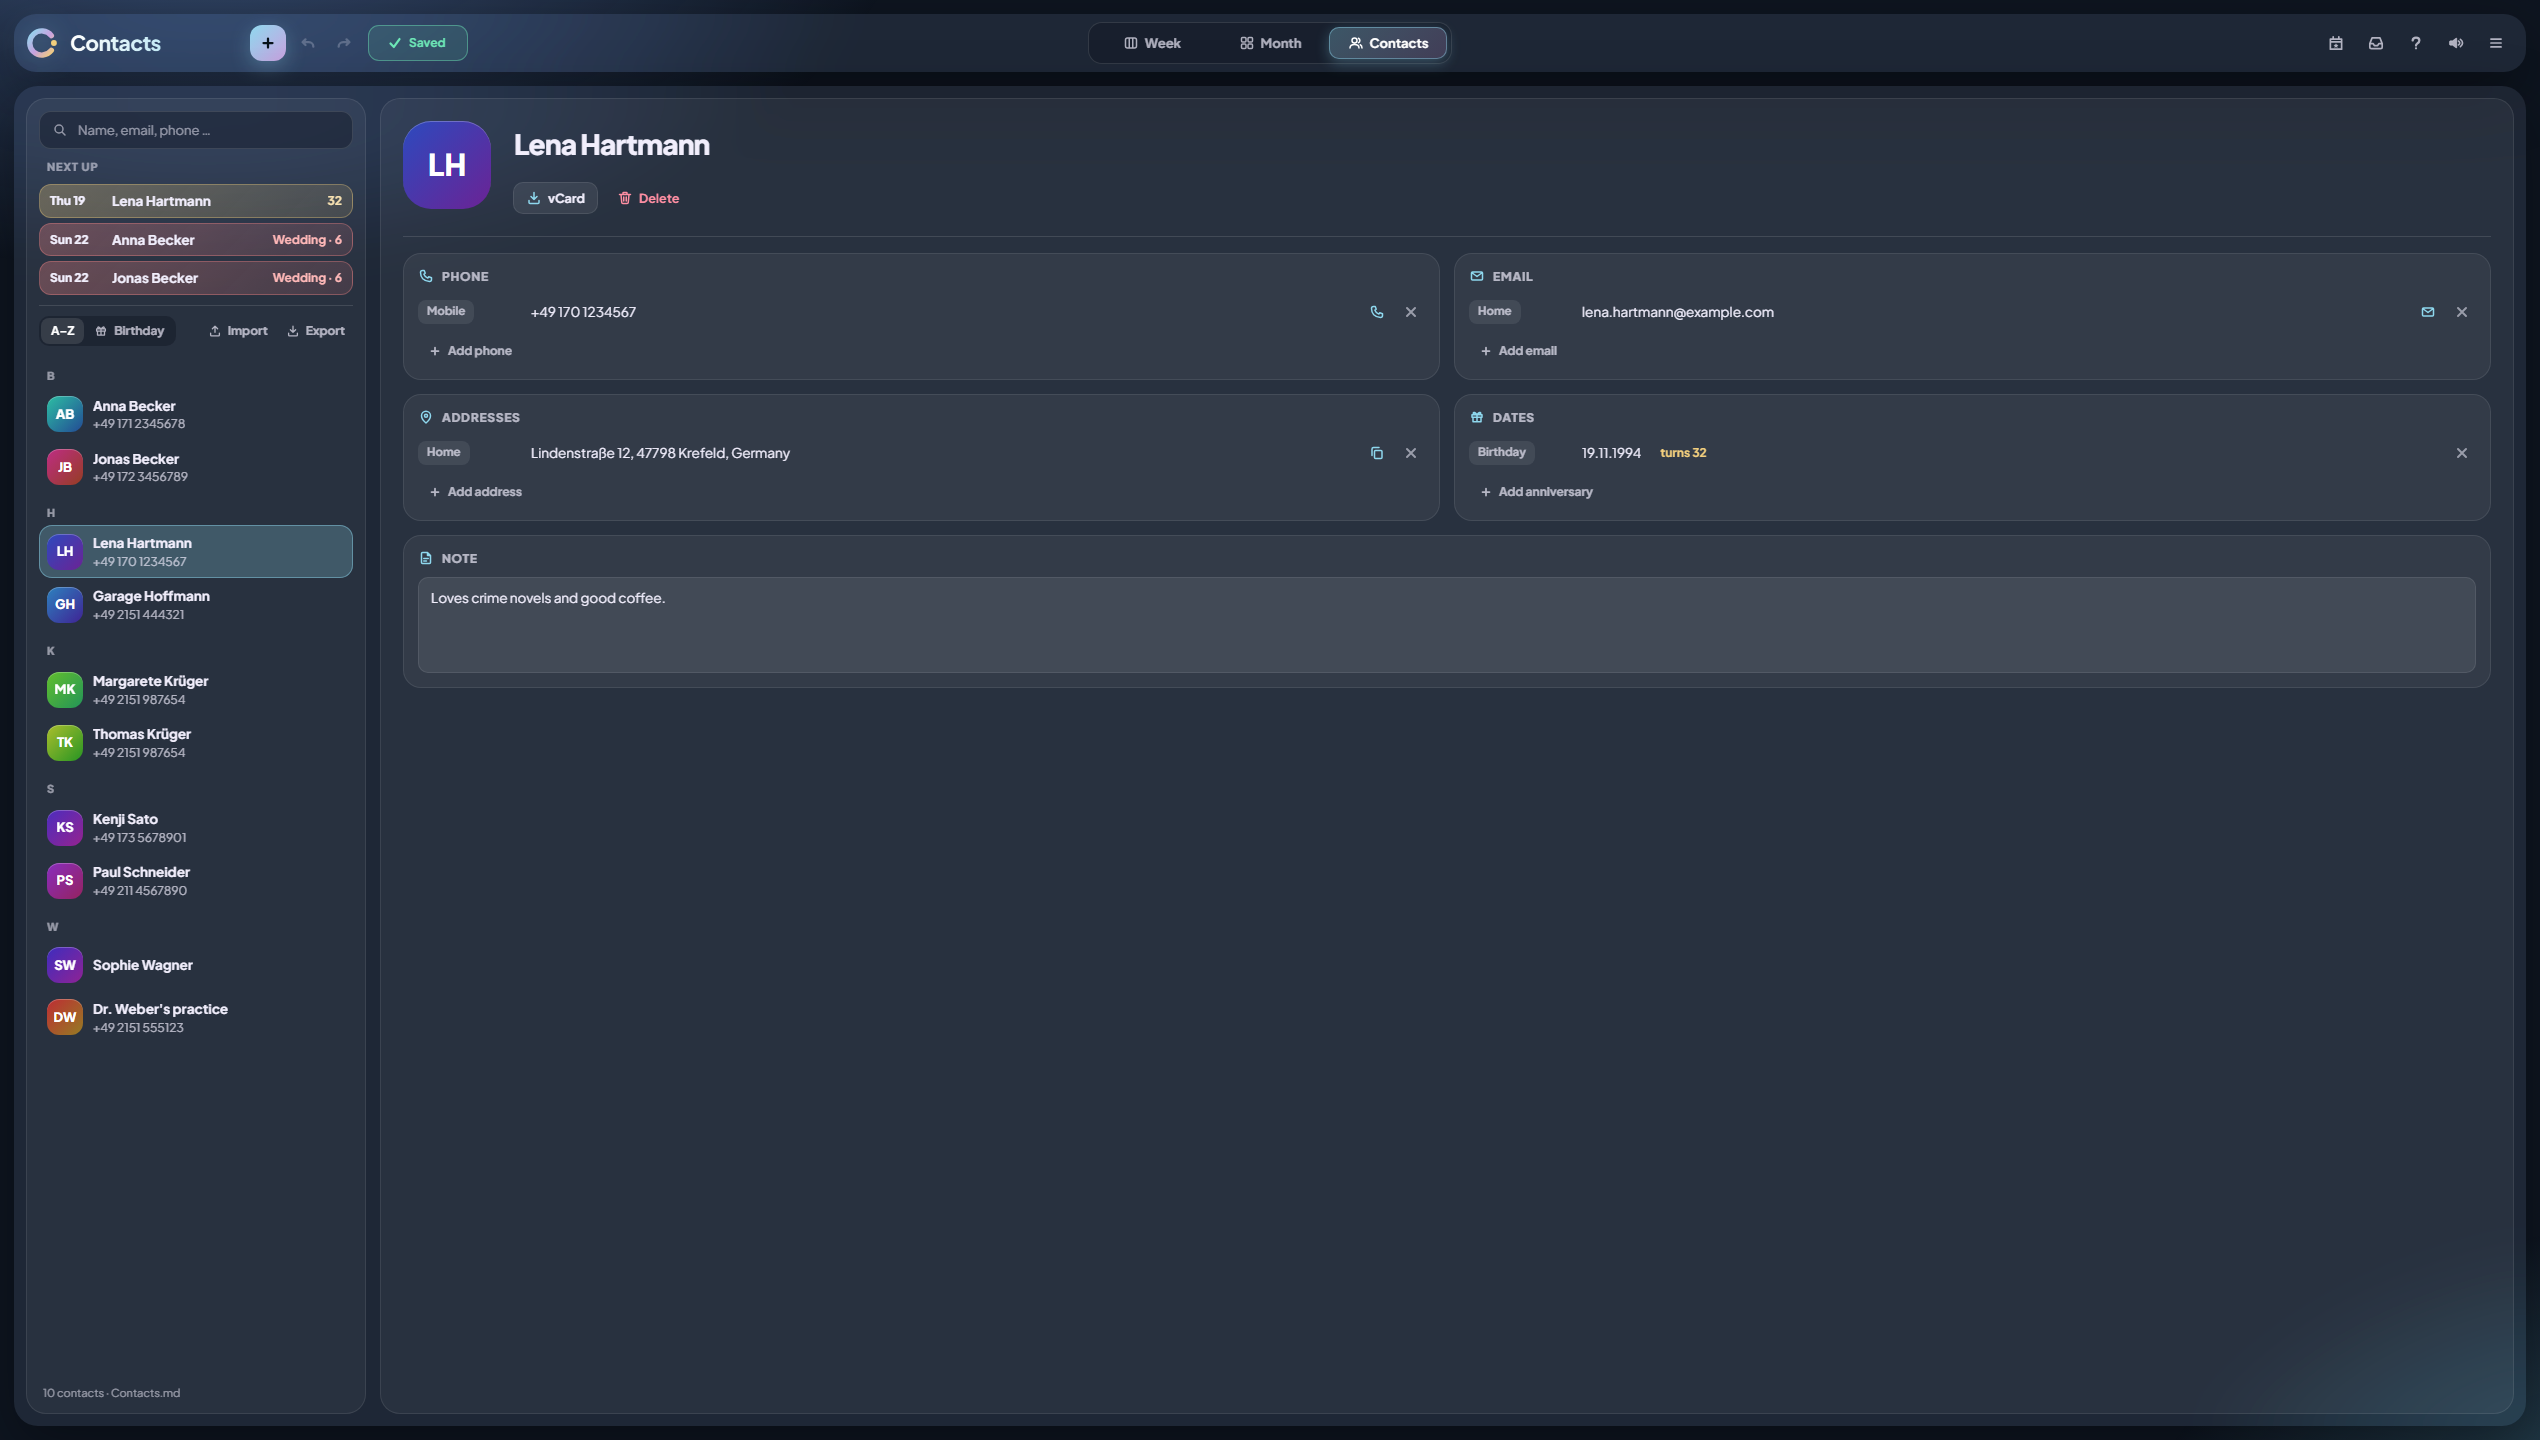 Contacts
Saved
Week
Month
Contacts
Name, email, phone ...
NEXT UP
Thu 19 Lena Hartmann 32
Sun 22 Anna Becker Wedding · 6
Sun 22 Jonas Becker Wedding · 6
A–Z Birthday Import Export
B
AB Anna Becker
+49 171 2345678
JB Jonas Becker
+49 172 3456789
H
LH Lena Hartmann
+49 170 1234567
GH Garage Hoffmann
+49 2151 444321
K
MK Margarete Krüger
+49 2151 987654
TK Thomas Krüger
+49 2151 987654
S
KS Kenji Sato
+49 173 5678901
PS Paul Schneider
+49 211 4567890
W
SW Sophie Wagner
DW Dr. Weber's practice
+49 2151 555123
10 contacts · Contacts.md
LH
Lena Hartmann
vCard Delete
PHONE
Mobile +49 170 1234567
+ Add phone
EMAIL
Home lena.hartmann@example.com
+ Add email
ADDRESSES
Home Lindenstraße 12, 47798 Krefeld, Germany
+ Add address
DATES
Birthday 19.11.1994 turns 32
+ Add anniversary
NOTE
Loves crime novels and good coffee.